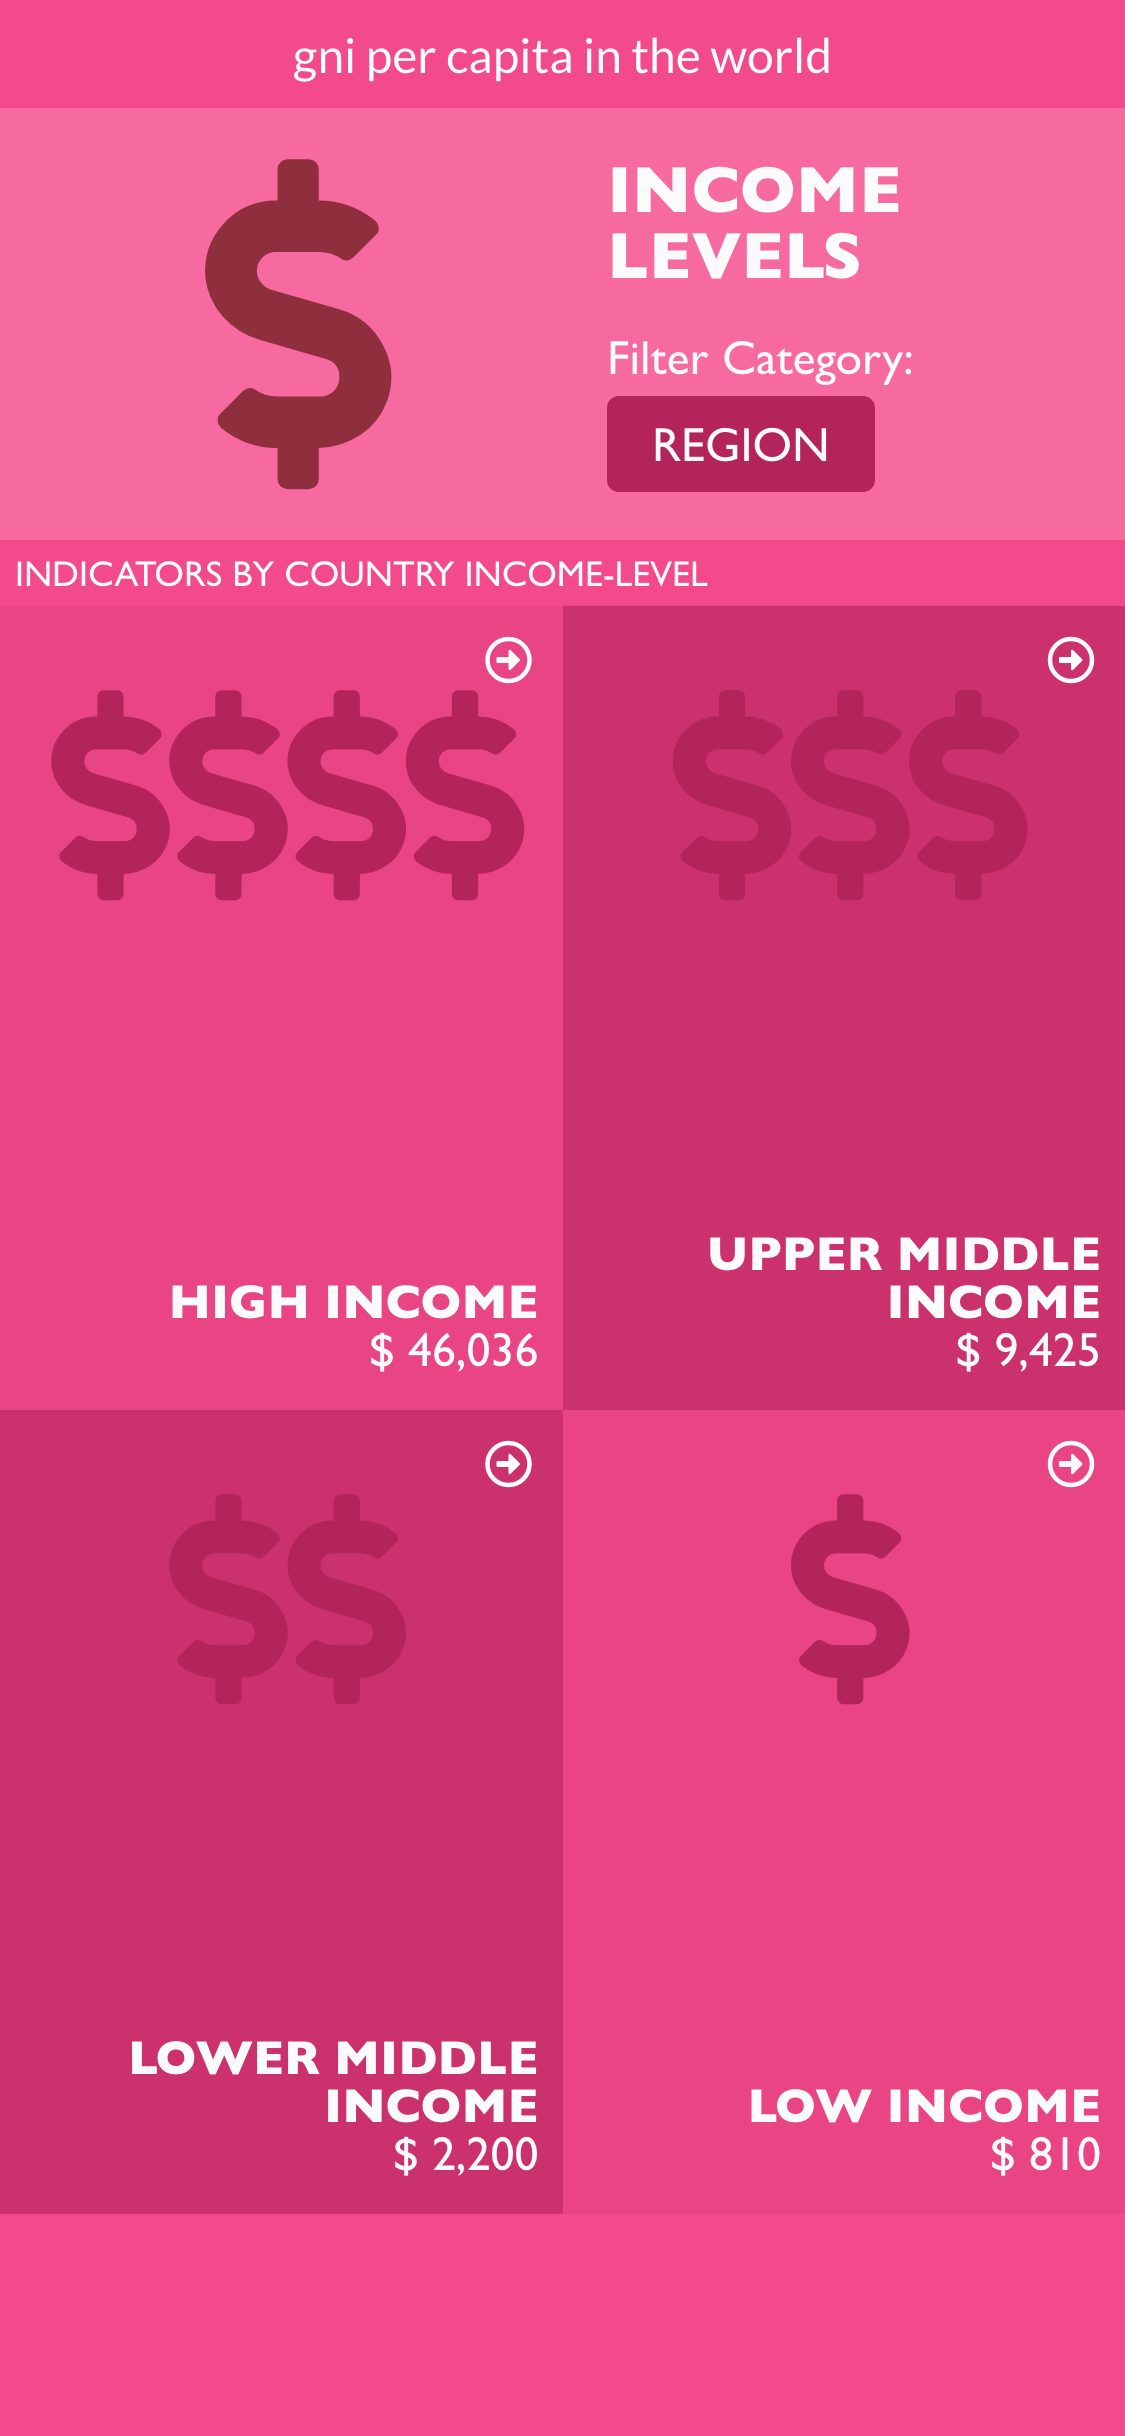 gni per capita in the world
INCOME
LEVELS
Filter Category:
REGION
INDICATORS BY COUNTRY INCOME-LEVEL
$$$$
HIGH INCOME
$ 46,036
$$$
UPPER MIDDLE
INCOME
$ 9,425
$$
LOWER MIDDLE
INCOME
$ 2,200
$
LOW INCOME
$ 810